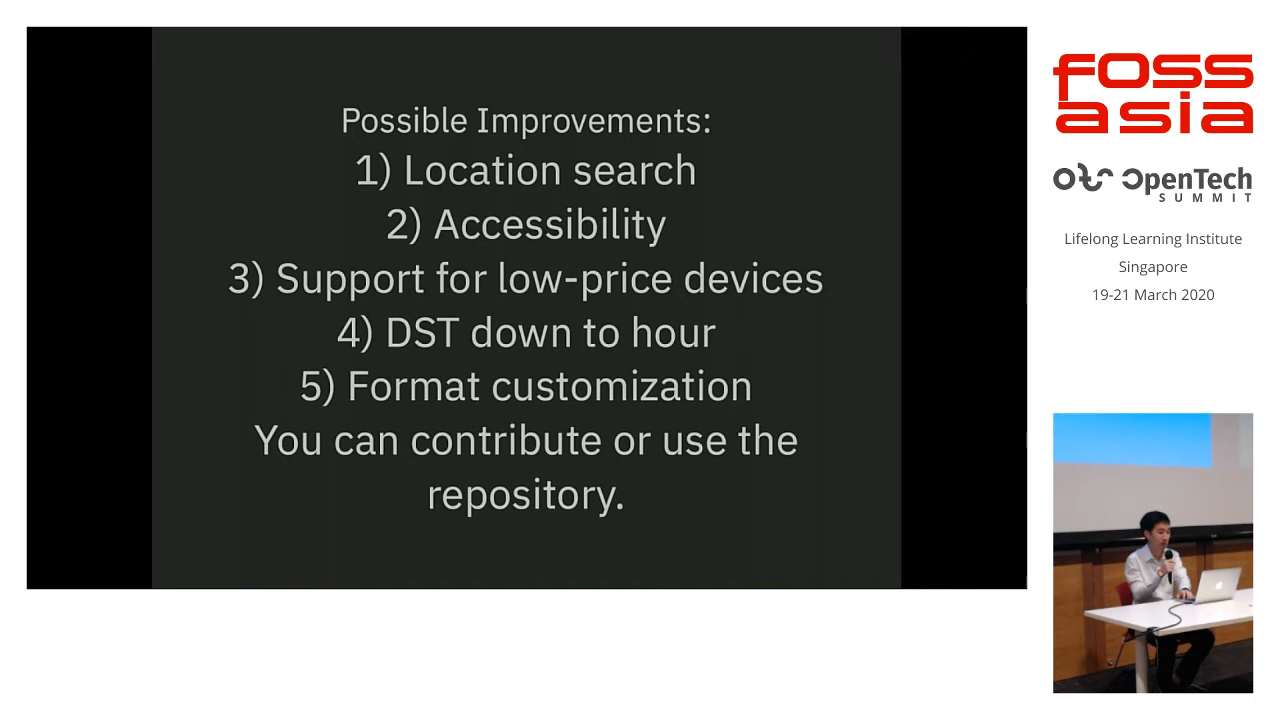 Possible Improvements:
1) Location search
2) Accessibility
3) Support for low-price devices
4) DST down to hour
5) Format customization
You can contribute or use the
repository.
fossasia
OpenTech
SUMMIT
Lifelong Learning Institute
Singapore
19-21 March 2020